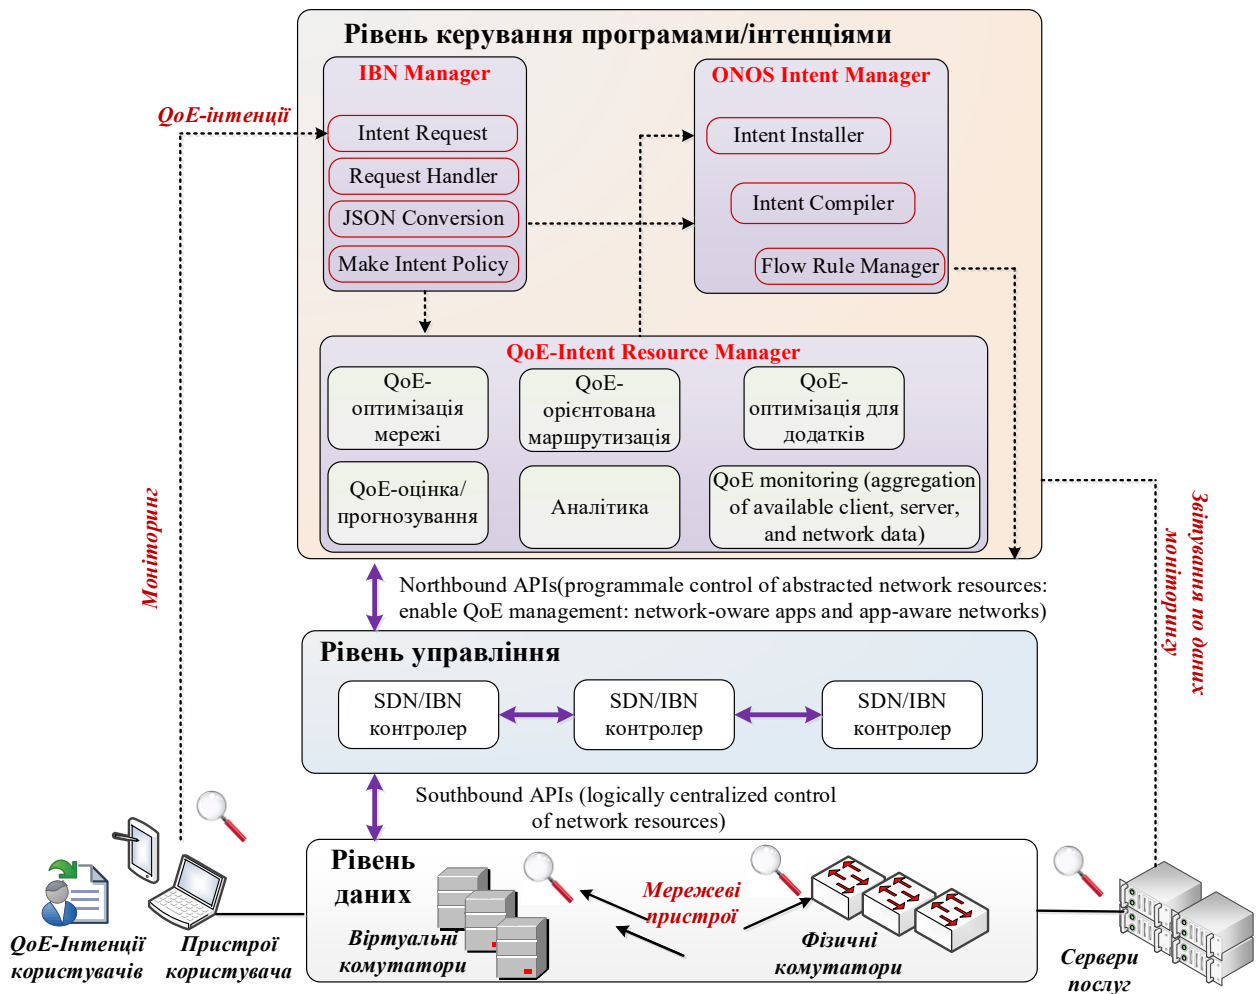 Рівень керування програмами/інтенціями
IBN Manager
Intent Request
Request Handler
JSON Conversion
Make Intent Policy
ONOS Intent Manager
Intent Installer
Intent Compiler
Flow Rule Manager
QoE-інтенції
QoE-Intent Resource Manager
QoE-
оптимізація
мережі
QoE-
орієнтована
маршрутизація
QoE-
оптимізація для
додатків
QoE-оцінка/
прогнозування
Аналітика
QoE monitoring (aggregation
of available client, server,
and network data)
Моніторинг
Звітування по даних
моніторингу
Northbound APIs(programmale control of abstracted network resources:
enable QoE management: network-oware apps and app-aware networks)
Рівень управління
SDN/IBN
контролер
SDN/IBN
контролер
SDN/IBN
контролер
Southbound APIs (logically centralized control
of network resources)
Рівень
даних
Віртуальні
комутатори
Мережеві
пристрої
Фізичні
комутатори
QoE-Інтенції
користувачів
Пристрої
користувача
Сервери
послуг